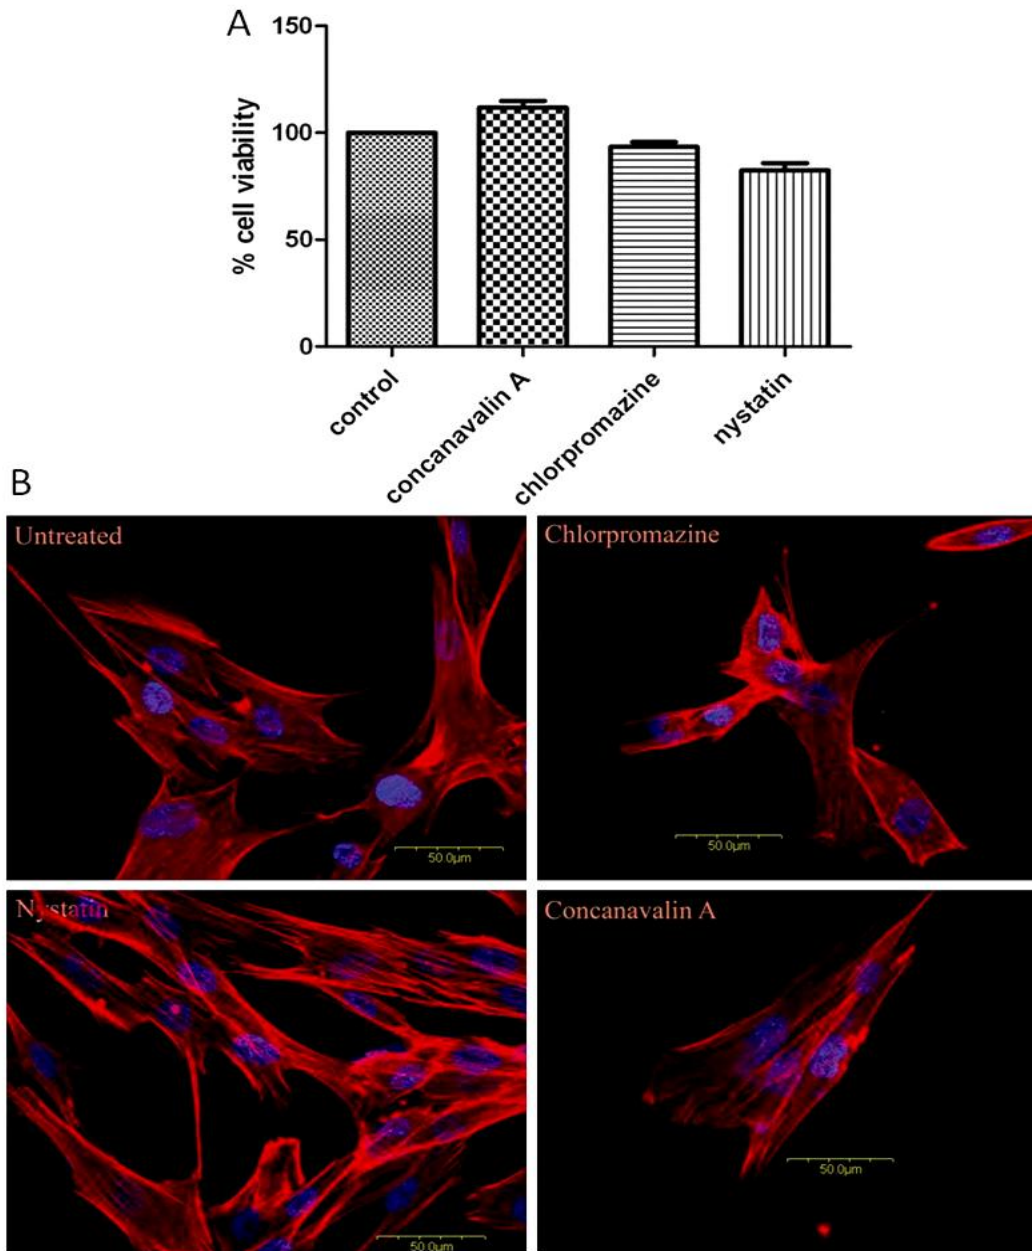 A
150
100
50
0
% cell viability
control
concanavalin A
chlorpromazine
nystatin
B
Untreated
50.0µm
Chlorpromazine
50.0µm
Nystatin
50.0µm
Concanavalin A
50.0µm